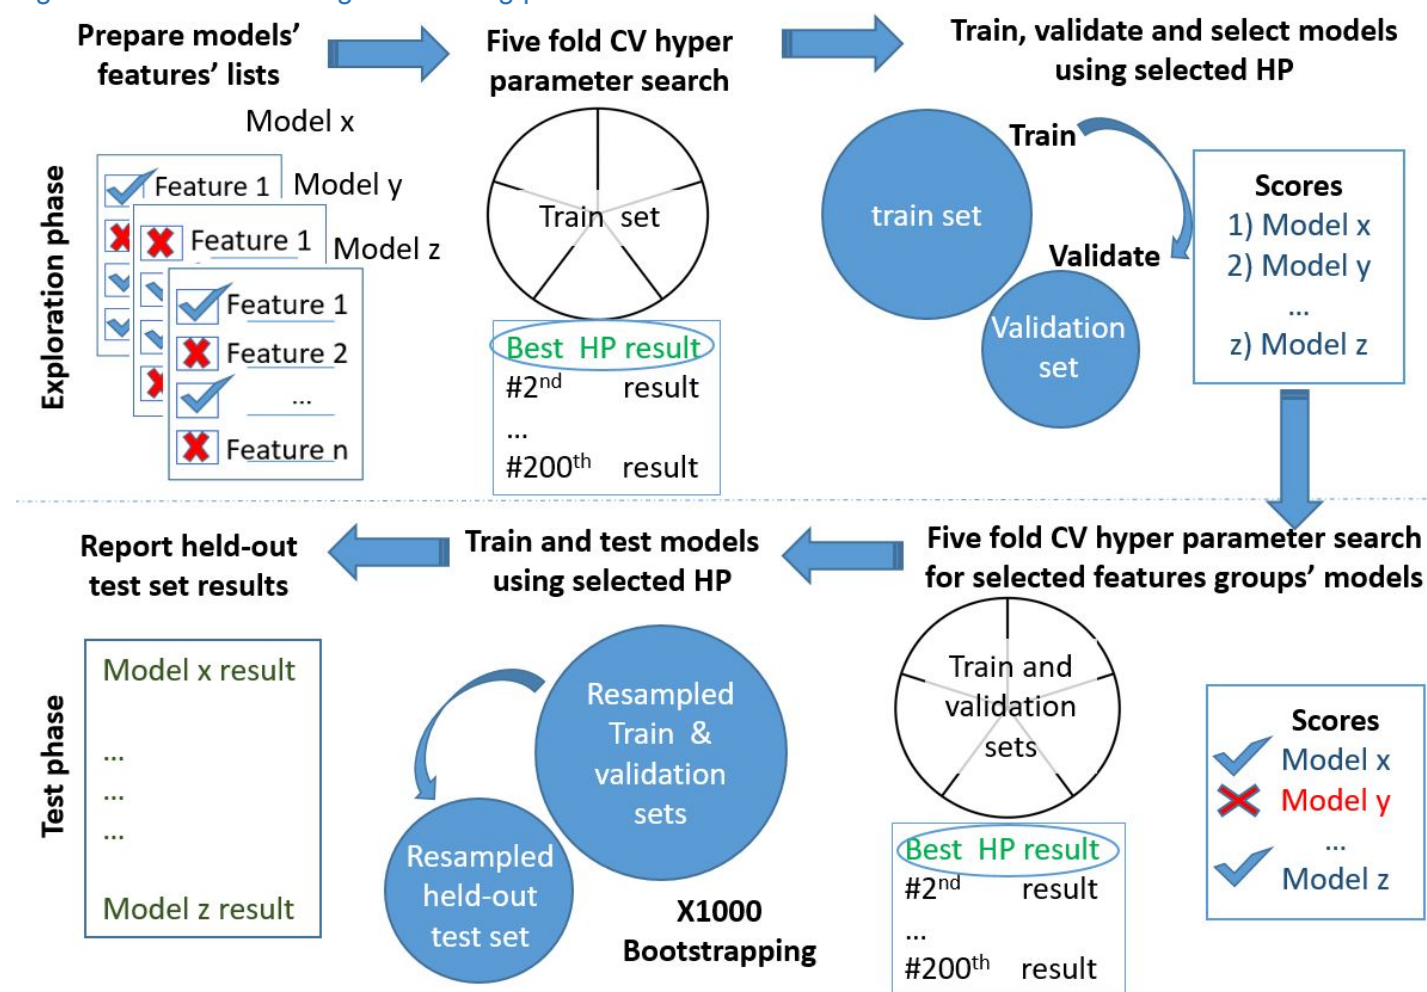 Prepare models’
features’ lists
Five fold CV hyper
parameter search
Train, validate and select models
using selected HP
Exploration phase
Model x
Feature 1
Model y
Feature 1
Model z
Feature 1
Feature 2
...
Feature n
Train set
Best HP result
#2nd result
...
#200th result
train set
Train
Validate
Validation
set
Scores
1) Model x
2) Model y
...
z) Model z
Five fold CV hyper parameter search
for selected features groups’ models
Train and test models
using selected HP
Report held-out
test set results
Test phase
Scores
Model x
Model y
...
Model z
Train and
validation
sets
Best HP result
#2nd result
...
#200th result
Resampled
Train &
validation
sets
Resampled
held-out
test set
X1000
Bootstrapping
Model x result
...
...
...
Model z result